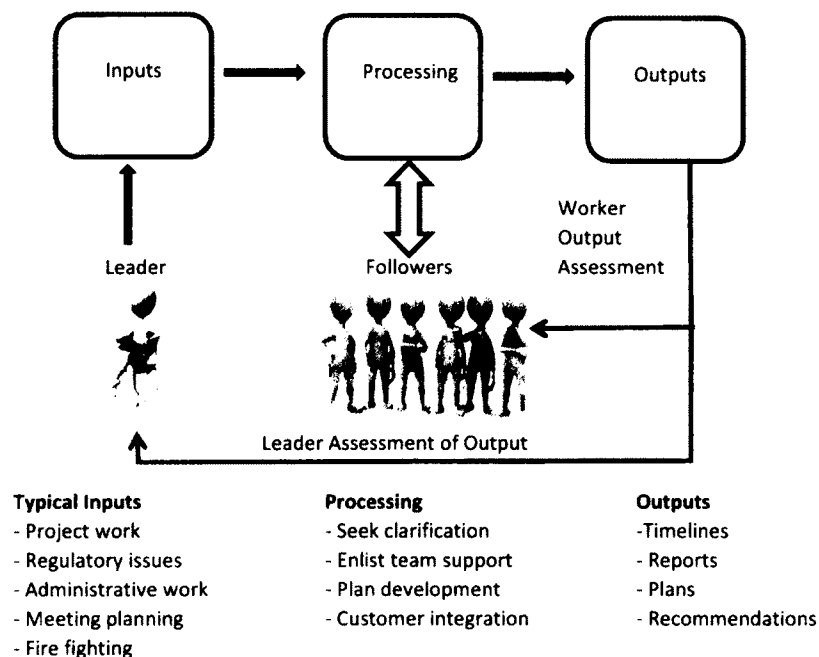 Inputs
Processing
Outputs
Worker
Output
Assessment
Leader
Followers
Leader Assessment of Output
Typical Inputs
- Project work
- Regulatory issues
- Administrative work
- Meeting planning
- Fire fighting
Processing
- Seek clarification
- Enlist team support
- Plan development
- Customer integration
Outputs
-Timelines
- Reports
- Plans
- Recommendations